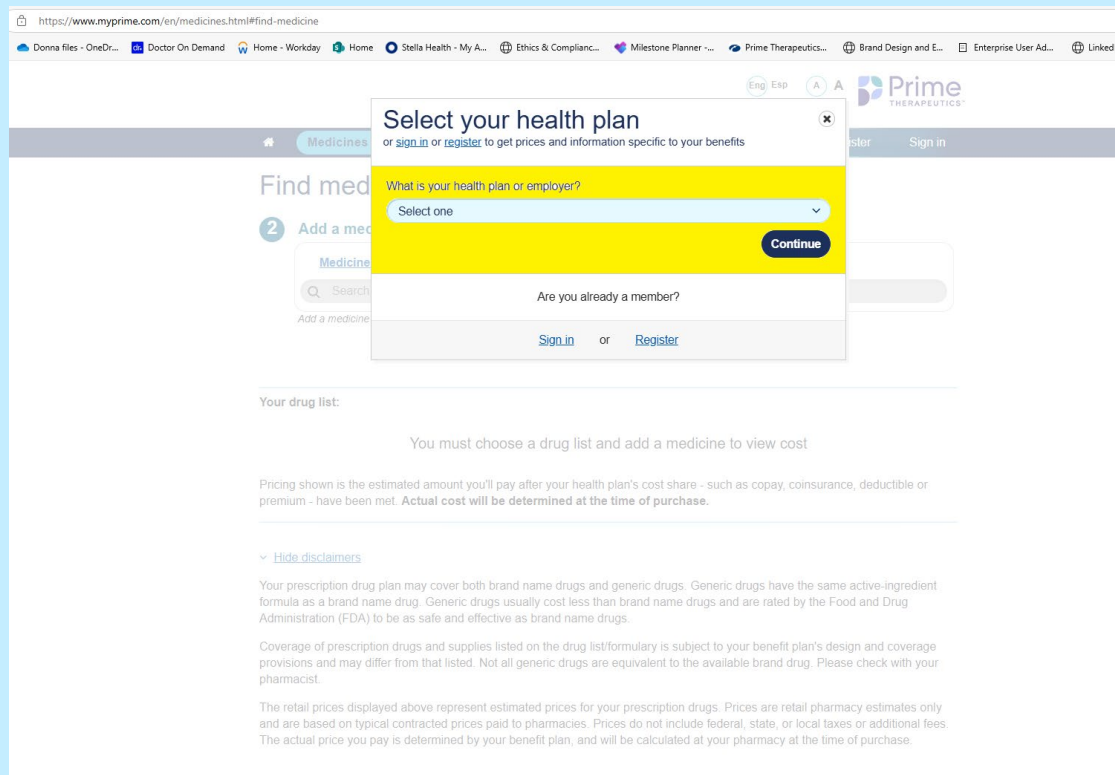 https://www.myprime.com/en/medicines.html#find-medicine
Donna files - OneDr... Doctor On Demand Home - Workday Home Stella Health - My A... Ethics & Complianc... Milestone Planner -... Prime Therapeutics... Brand Design and E... Enterprise User Ad... Linked
Eng Esp A A Prime
THERAPEUTICS
Select your health plan
or sign in or register to get prices and information specific to your benefits
Medicines Sign in
Find med
What is your health plan or employer?
Select one
2 Add a med
Continue
Medicine
Search
Are you already a member?
Add a medicine
Sign in or Register
Your drug list:
You must choose a drug list and add a medicine to view cost
Pricing shown is the estimated amount you'll pay after your health plan's cost share - such as copay, coinsurance, deductible or
premium - have been met. Actual cost will be determined at the time of purchase.
Hide disclaimers
Your prescription drug plan may cover both brand name drugs and generic drugs. Generic drugs have the same active-ingredient
formula as a brand name drug. Generic drugs usually cost less than brand name drugs and are rated by the Food and Drug
Administration (FDA) to be as safe and effective as brand name drugs.
Coverage of prescription drugs and supplies listed on the drug list/formulary is subject to your benefit plan's design and coverage
provisions and may differ from that listed. Not all generic drugs are equivalent to the available brand drug. Please check with your
pharmacist.
The retail prices displayed above represent estimated prices for your prescription drugs. Prices are retail pharmacy estimates only
and are based on typical contracted prices paid to pharmacies. Prices do not include federal, state, or local taxes or additional fees.
The actual price you pay is determined by your benefit plan, and will be calculated at your pharmacy at the time of purchase.